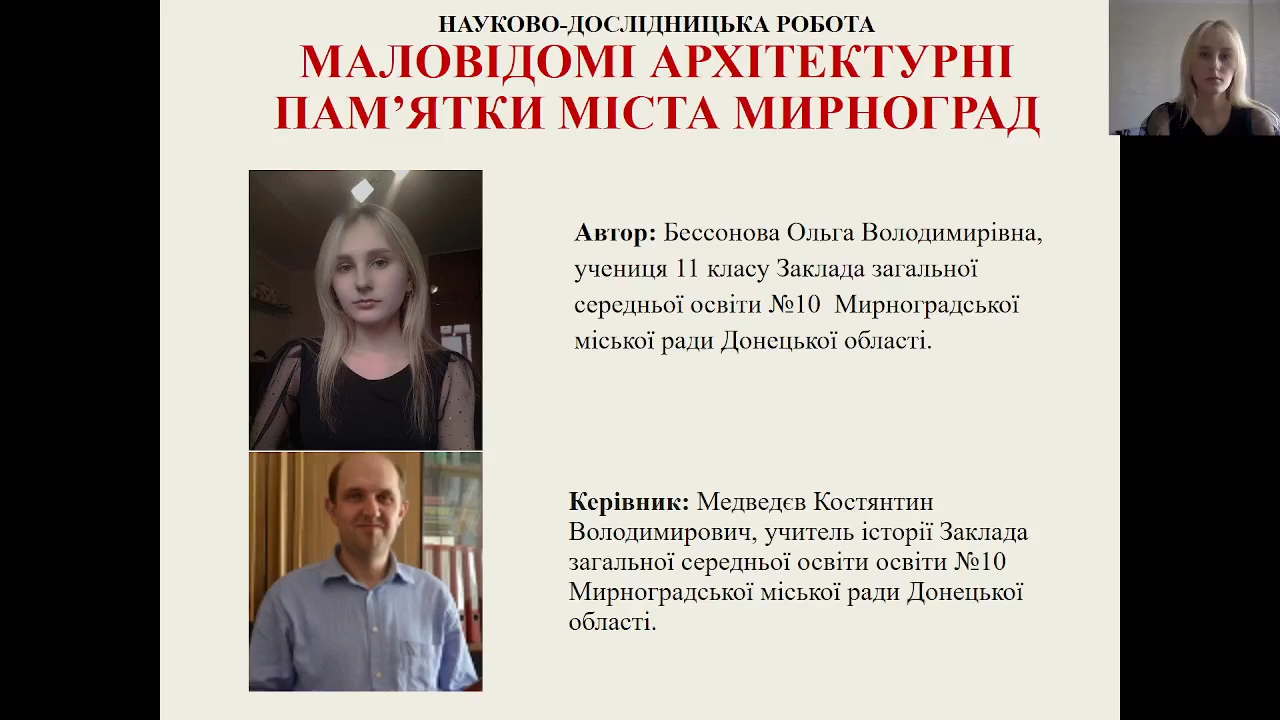 НАУКОВО-ДОСЛІДНИЦЬКА РОБОТА
МАЛОВІДОМІ АРХІТЕКТУРНІ
ПАМ’ЯТКИ МІСТА МИРНОГРАД
Автор: Бессонова Ольга Володимирівна,
учениця 11 класу Заклада загальної
середньої освіти №10 Мирноградської
міської ради Донецької області.
Керівник: Медведєв Костянтин
Володимирович, учитель історії Заклада
загальної середньої освіти освіти №10
Мирноградської міської ради Донецької
області.